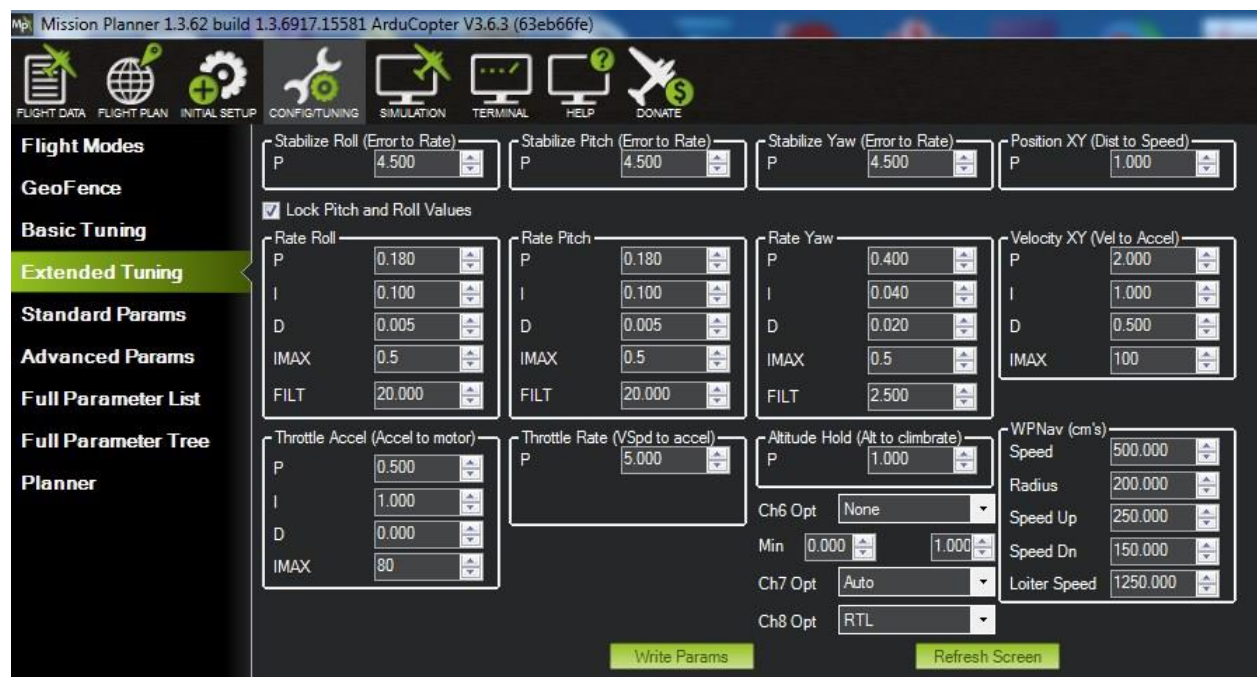 Mission Planner 1.3.62 build 1.3.6917.15581 ArduCopter V3.6.3 (63eb66fe)
FLIGHT DATA FLIGHT PLAN INITIAL SETUP CONFIG/TUNING SIMULATION TERMINAL HELP DONATE
Flight Modes
GeoFence
Basic Tuning
Extended Tuning
Standard Params
Advanced Params
Full Parameter List
Full Parameter Tree
Planner
Stabilize Roll (Error to Rate)
P 4.500
Stabilize Pitch (Error to Rate)
P 4.500
Stabilize Yaw (Error to Rate)
P 4.500
Position XY (Dist to Speed)
P 1.000
Lock Pitch and Roll Values
Rate Roll
P 0.180
I 0.100
D 0.005
IMAX 0.5
FILT 20.000
Rate Pitch
P 0.180
I 0.100
D 0.005
IMAX 0.5
FILT 20.000
Rate Yaw
P 0.400
I 0.040
D 0.020
IMAX 0.5
FILT 2.500
Velocity XY (Vel to Accel)
P 2.000
I 1.000
D 0.500
IMAX 100
Throttle Accel (Accel to motor)
P 0.500
I 1.000
D 0.000
IMAX 80
Throttle Rate (VSpd to accel)
P 5.000
Altitude Hold (Alt to climbrate)
P 1.000
Ch6 Opt None
Min 0.000 1.000
Ch7 Opt Auto
Ch8 Opt RTL
WPNav (cm's)
Speed 500.000
Radius 200.000
Speed Up 250.000
Speed Dn 150.000
Loiter Speed 1250.000
Write Params Refresh Screen